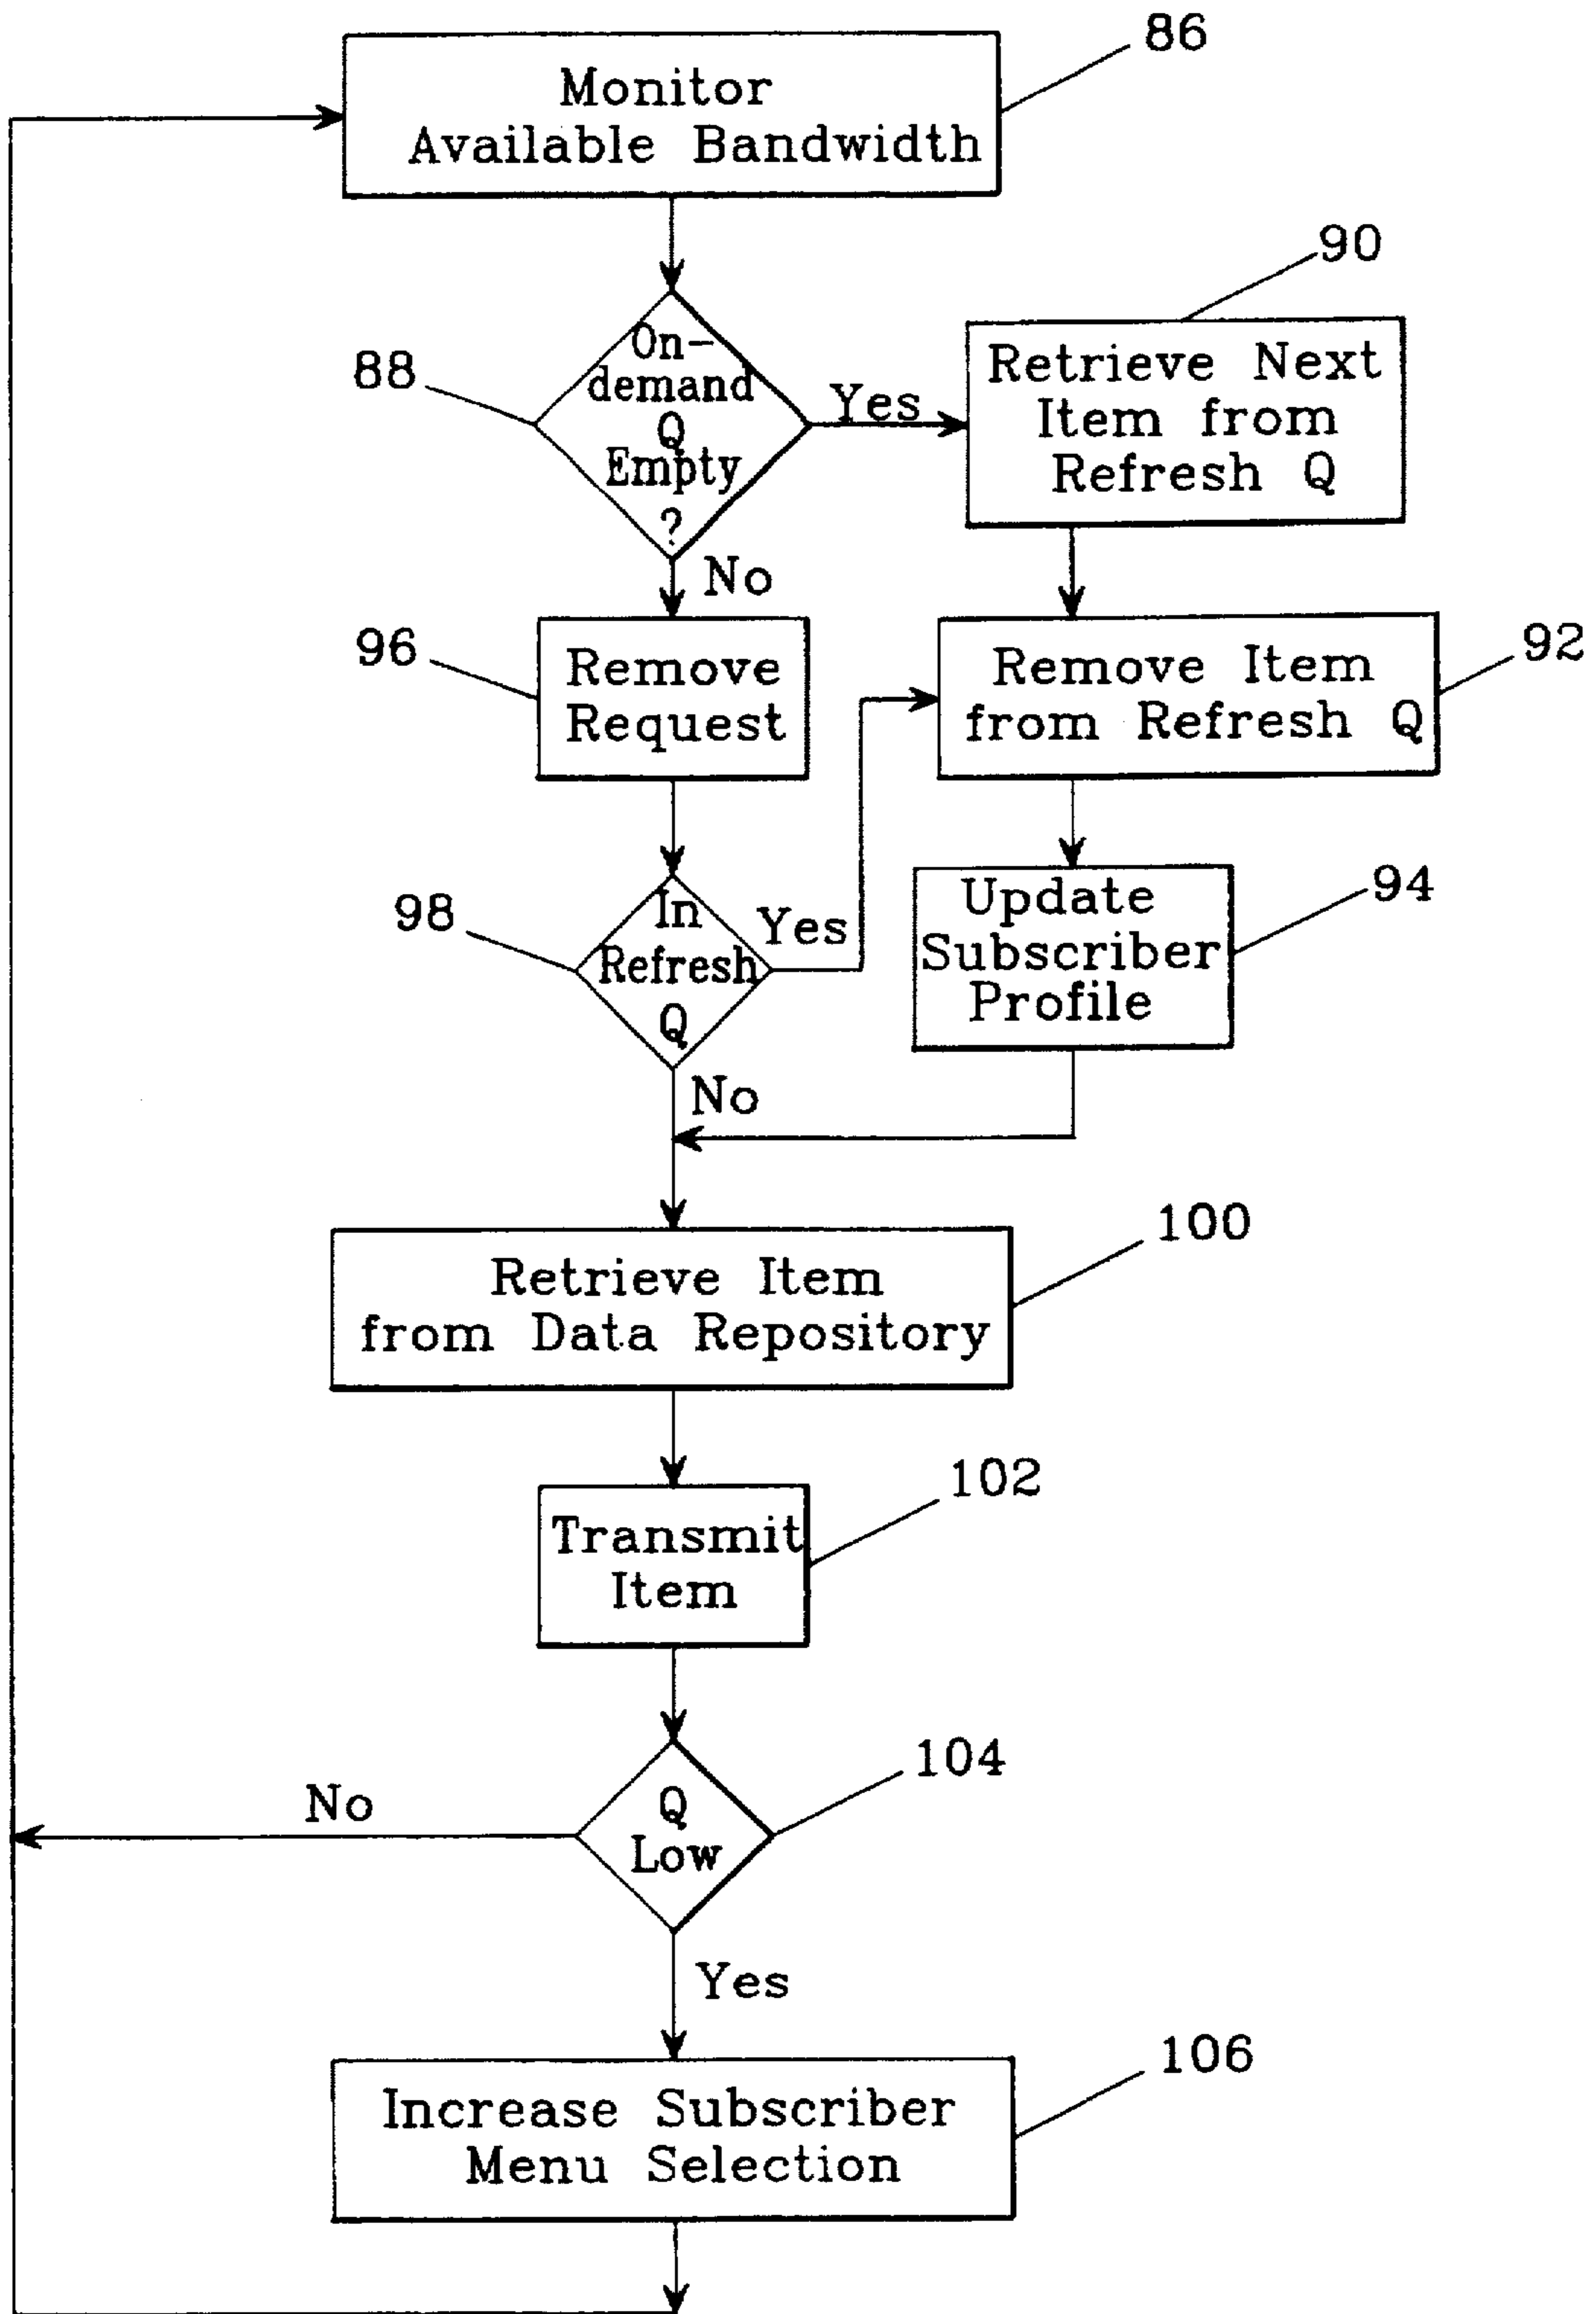 86
Monitor
Available Bandwidth
90
88
On-
demand
Q
Empty
?
Yes
Retrieve Next
Item from
Refresh Q
No
96
Remove
Request
92
Remove Item
from Refresh Q
98
In
Refresh
Q
Yes
94
Update
Subscriber
Profile
No
100
Retrieve Item
from Data Repository
102
Transmit
Item
104
Q
Low
No
Yes
106
Increase Subscriber
Menu Selection